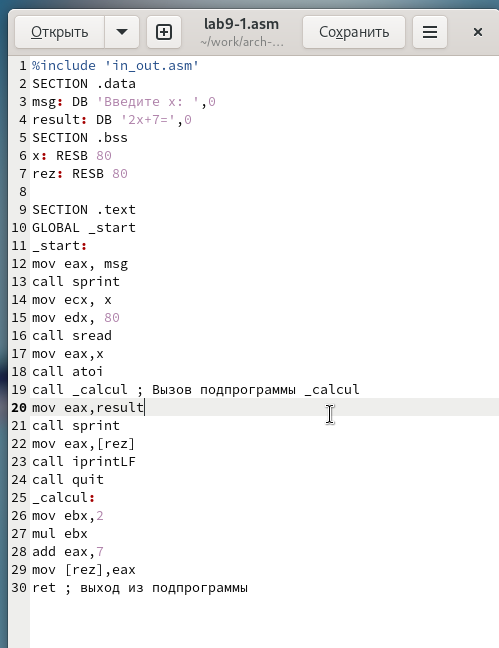 Открыть
lab9-1.asm
~/work/arch-...
Сохранить
1 %include 'in_out.asm'
2 SECTION .data
3 msg: DB 'Введите x: ',0
4 result: DB '2x+7=',0
5 SECTION .bss
6 x: RESB 80
7 rez: RESB 80
8
9 SECTION .text
10 GLOBAL _start
11 _start:
12 mov eax, msg
13 call sprint
14 mov ecx, x
15 mov edx, 80
16 call sread
17 mov eax,x
18 call atoi
19 call _calcul ; Вызов подпрограммы _calcul
20 mov eax,result
21 call sprint
22 mov eax,[rez]
23 call iprintLF
24 call quit
25 _calcul:
26 mov ebx,2
27 mul ebx
28 add eax,7
29 mov [rez],eax
30 ret ; выход из подпрограммы